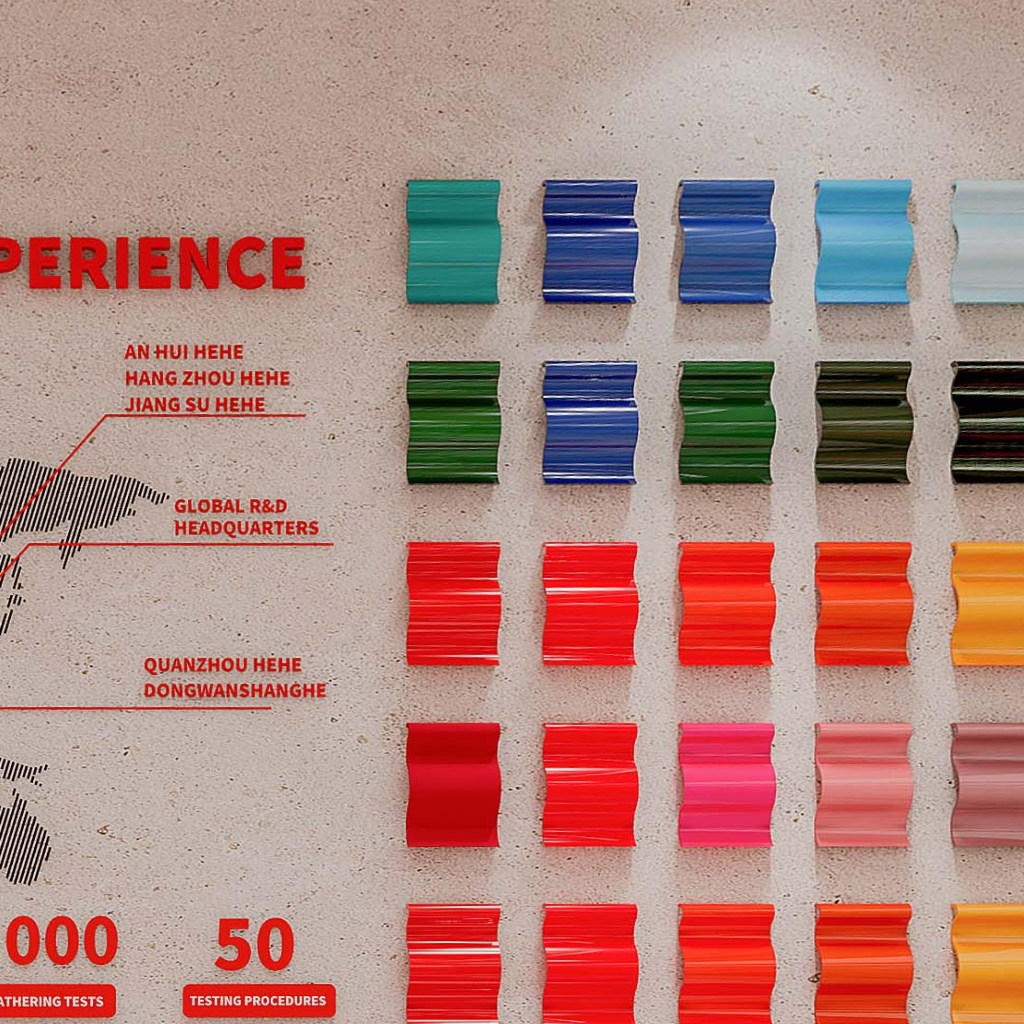 PERIENCE
AN HUI HEHE
HANG ZHOU HEHE
JIANG SU HEHE
GLOBAL R&D
HEADQUARTERS
QUANZHOU HEHE
DONGWANSHANGHE
000
50
ATHERING TESTS
TESTING PROCEDURES